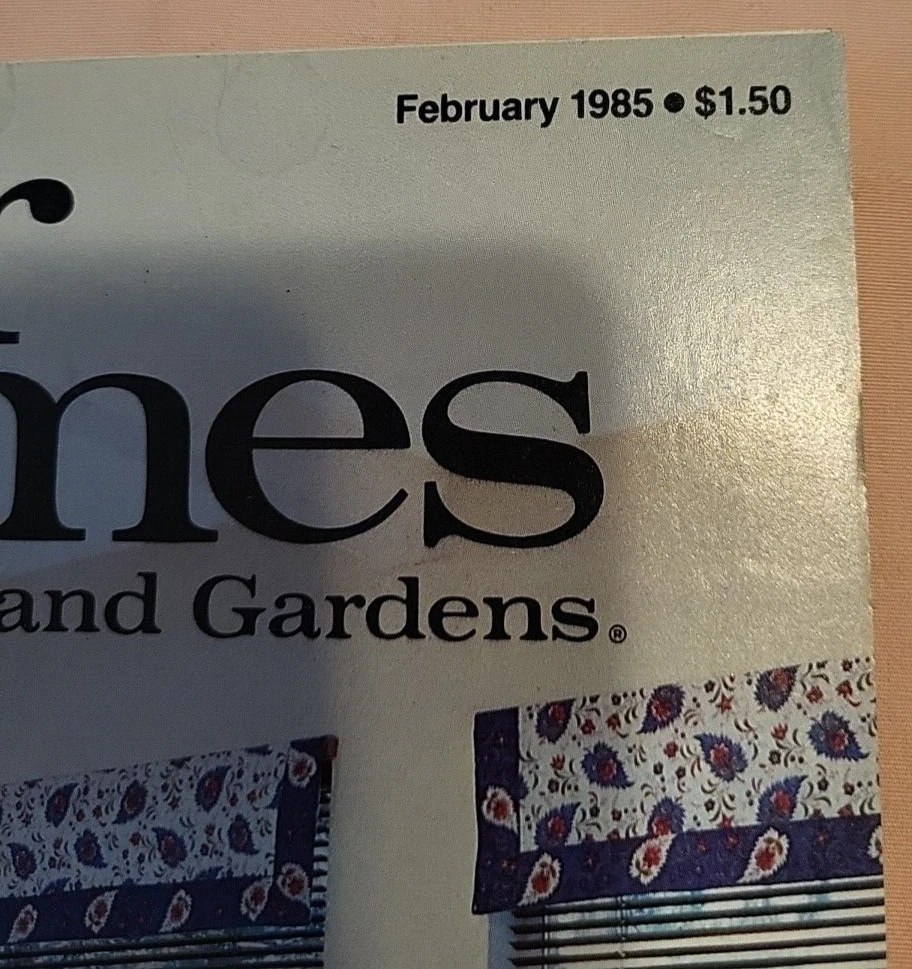 February 1985 • $1.50
r
mes
and Gardens®